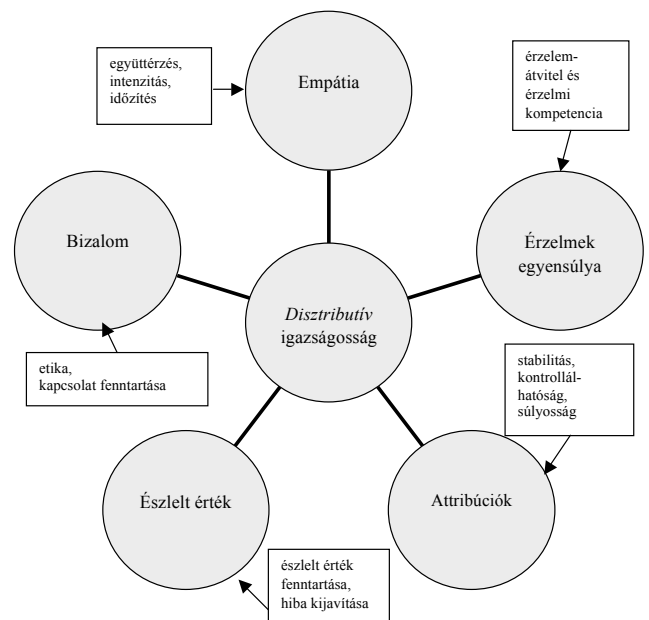 együttérzés,
intenzitás,
időzítés
Empátia
érzelem-
átvitel és
érzelmi
kompetencia
Bizalom
Érzelmek
egyensúlya
Disztributív
igazságosság
etika,
kapcsolat fenntartása
stabilitás,
kontrollál-
hatóság,
súlyosság
Észlelt érték
Attribúciók
észlelt érték
fenntartása,
hiba kijavítása